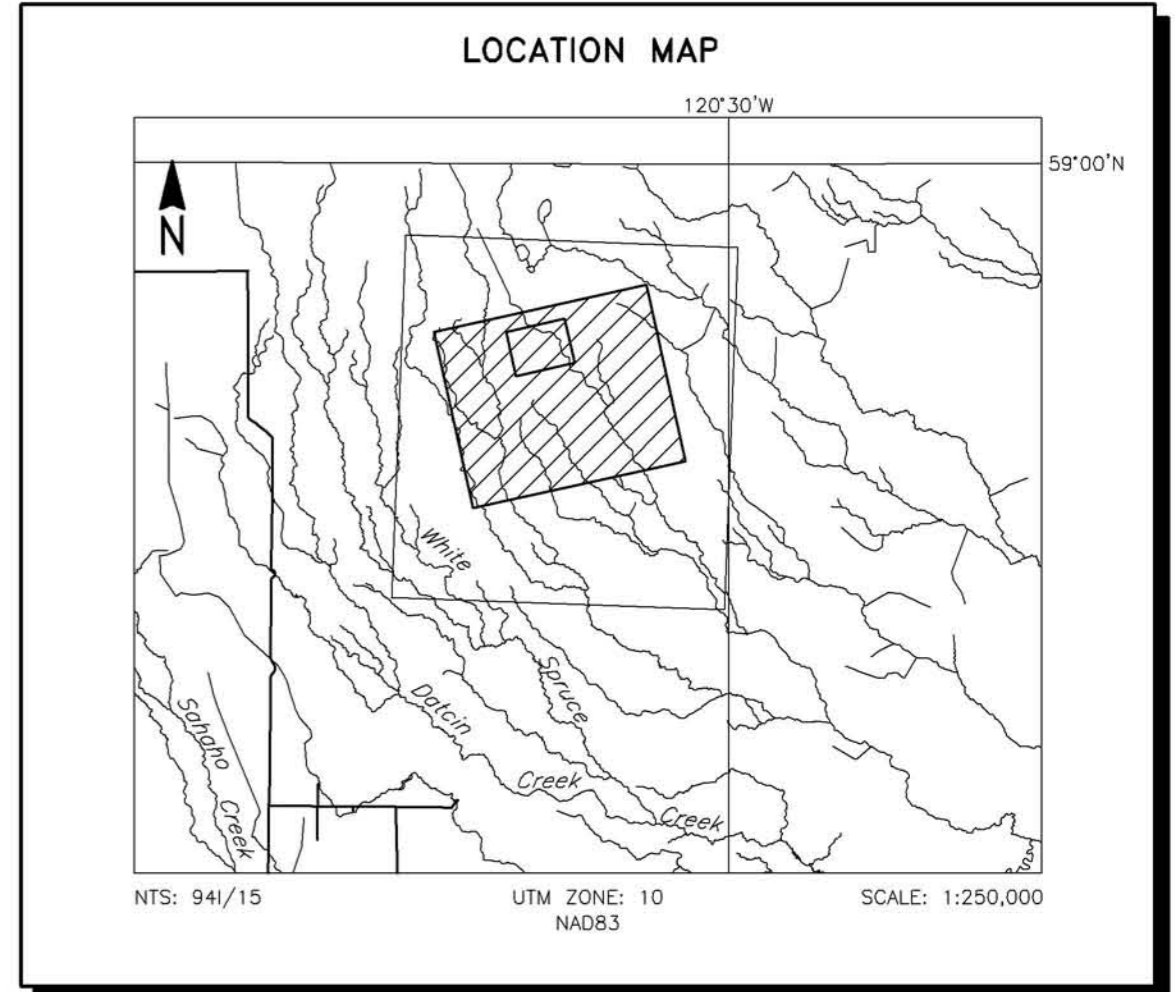 LOCATION MAP
120°30'W
59°00'N
N
White
Spruce
Creek
Datcin
Creek
Sahaho Creek
NTS: 94I/15
UTM ZONE: 10
NAD83
SCALE: 1:250,000